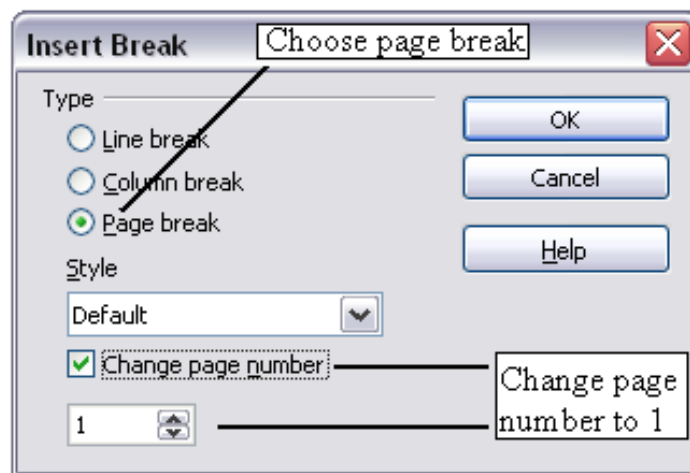 Insert Break
Choose page break
Type
Line break
Column break
Page break
OK
Cancel
Help
Style
Default
Change page number
1
Change page
number to 1